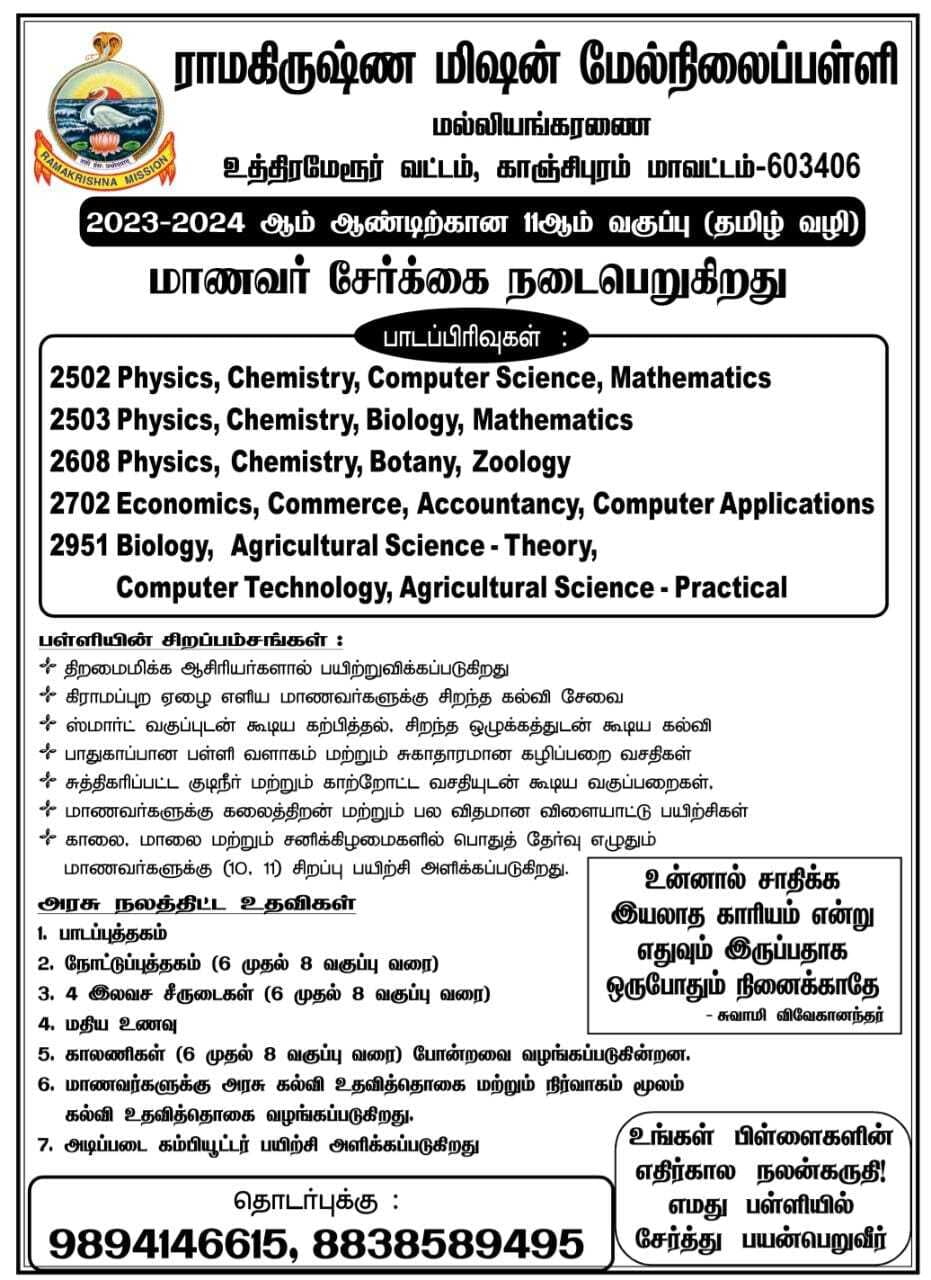 ராமகிருஷ்ண மிஷன் மேல்நிலைப்பள்ளி
மல்லியங்கரணை
உத்திரமேரூர் வட்டம், காஞ்சிபுரம் மாவட்டம்-603406
RAMAKRISHNA MISSION
2023-2024 ஆம் ஆண்டிற்கான 11ஆம் வகுப்பு (தமிழ் வழி)
மாணவர் சேர்க்கை நடைபெறுகிறது
பாடப்பிரிவுகள் :
2502 Physics, Chemistry, Computer Science, Mathematics
2503 Physics, Chemistry, Biology, Mathematics
2608 Physics, Chemistry, Botany, Zoology
2702 Economics, Commerce, Accountancy, Computer Applications
2951 Biology, Agricultural Science - Theory,
Computer Technology, Agricultural Science - Practical
பள்ளியின் சிறப்பம்சங்கள் :
திறமைமிக்க ஆசிரியர்களால் பயிற்றுவிக்கப்படுகிறது
கிராமப்புற ஏழை எளிய மாணவர்களுக்கு சிறந்த கல்வி சேவை
ஸ்மார்ட் வகுப்புடன் கூடிய கற்பித்தல், சிறந்த ஒழுக்கத்துடன் கூடிய கல்வி
பாதுகாப்பான பள்ளி வளாகம் மற்றும் சுகாதாரமான கழிப்பறை வசதிகள்
சுத்திகரிப்பட்ட குடிநீர் மற்றும் காற்றோட்ட வசதியுடன் கூடிய வகுப்பறைகள்.
மாணவர்களுக்கு கலைத்திறன் மற்றும் பல விதமான விளையாட்டு பயிற்சிகள்
காலை, மாலை மற்றும் சனிக்கிழமைகளில் பொதுத் தேர்வு எழுதும்
மாணவர்களுக்கு (10, 11) சிறப்பு பயிற்சி அளிக்கப்படுகிறது.
உன்னால் சாதிக்க
இயலாத காரியம் என்று
எதுவும் இருப்பதாக
ஒருபோதும் நினைக்காதே
- சுவாமி விவேகானந்தர்
அரசு நலத்திட்ட உதவிகள்
1. பாடப்புத்தகம்
2. நோட்டுப்புத்தகம் (6 முதல் 8 வகுப்பு வரை)
3. 4 இலவச சீருடைகள் (6 முதல் 8 வகுப்பு வரை)
4. மதிய உணவு
5. காலணிகள் (6 முதல் 8 வகுப்பு வரை) போன்றவை வழங்கப்படுகின்றன.
6. மாணவர்களுக்கு அரசு கல்வி உதவித்தொகை மற்றும் நிர்வாகம் மூலம்
கல்வி உதவித்தொகை வழங்கப்படுகிறது.
7. அடிப்படை கம்பியூட்டர் பயிற்சி அளிக்கப்படுகிறது
தொடர்புக்கு :
9894146615, 8838589495
உங்கள் பிள்ளைகளின்
எதிர்கால நலன்கருதி!
எமது பள்ளியில்
சேர்த்து பயன்பெறுவீர்